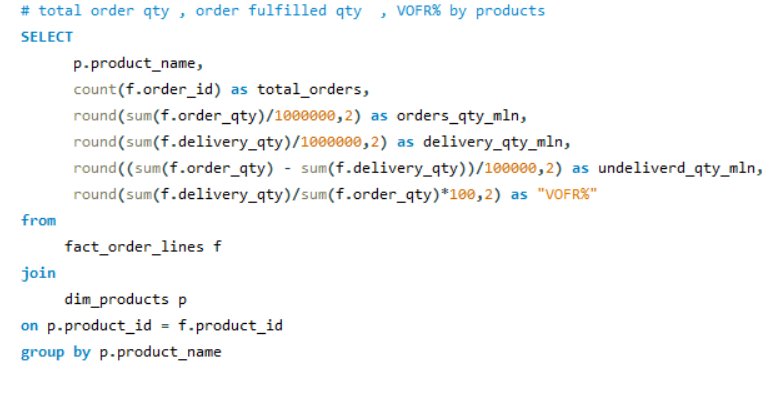 # total order qty , order fulfilled qty  , VOFR% by products
SELECT
      p.product_name,
      count(f.order_id) as total_orders,
      round(sum(f.order_qty)/1000000,2) as orders_qty_mln,
      round(sum(f.delivery_qty)/1000000,2) as delivery_qty_mln,
      round((sum(f.order_qty) - sum(f.delivery_qty))/100000,2) as undeliverd_qty_mln,
      round(sum(f.delivery_qty)/sum(f.order_qty)*100,2) as "VOFR%"
from
     fact_order_lines f
join
     dim_products p
on p.product_id = f.product_id
group by p.product_name